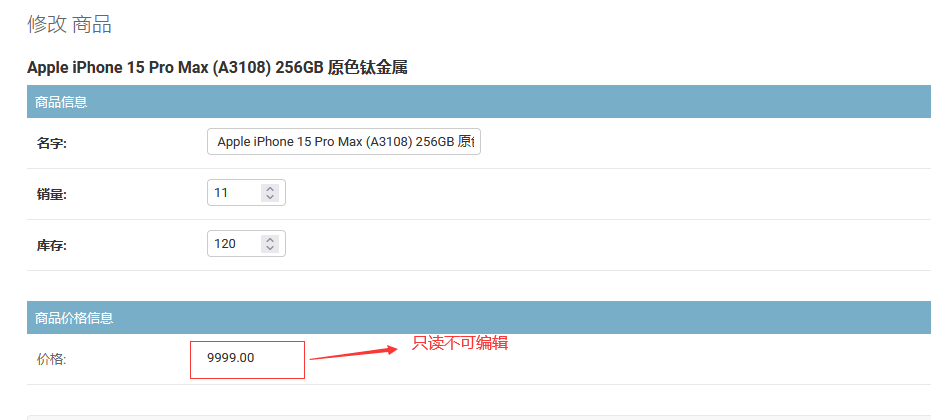 修改 商品
Apple iPhone 15 Pro Max (A3108) 256GB 原色钛金属
商品信息
名字: Apple iPhone 15 Pro Max (A3108) 256GB 原
销量: 11
库存: 120
商品价格信息
价格: 9999.00 只读不可编辑